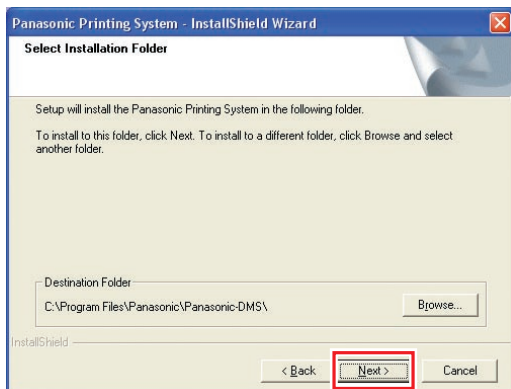 Panasonic Printing System - InstallShield Wizard
Select Installation Folder
Setup will install the Panasonic Printing System in the following folder.
To install to this folder, click Next. To install to a different folder, click Browse and select
another folder.
Destination Folder
C:\Program Files\Panasonic\Panasonic-DMS\
Browse...
InstallShield
< Back
Next >
Cancel